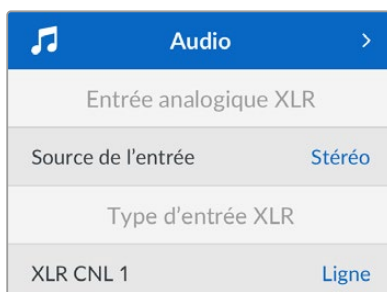 Audio
Entrée analogique XLR
Source de l'entrée Stéréo
Type d'entrée XLR
XLR CNL 1 Ligne